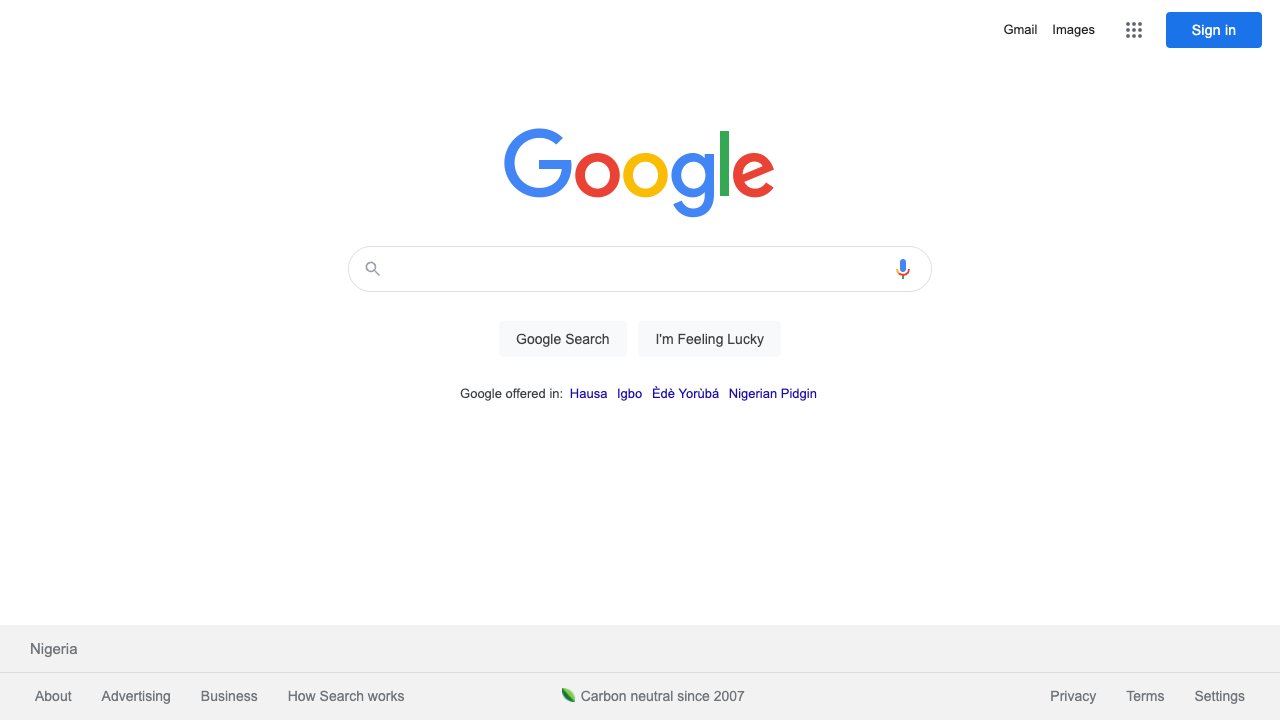 Gmail Images Sign in
Google
Google Search I'm Feeling Lucky
Google offered in: Hausa Igbo Èdè Yorùbá Nigerian Pidgin
Nigeria
About Advertising Business How Search works Carbon neutral since 2007 Privacy Terms Settings